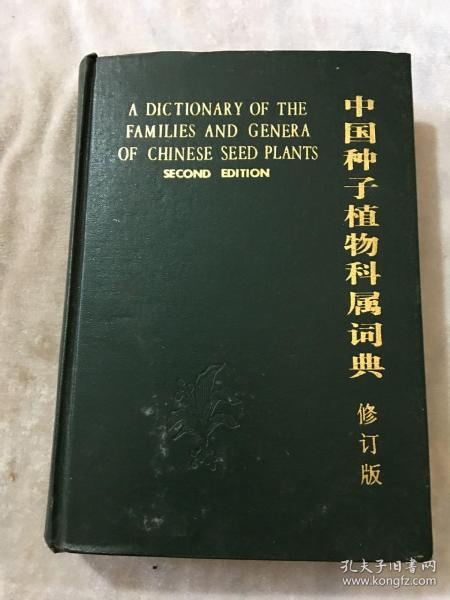 A DICTIONARY OF THE
FAMILIES AND GENERA
OF CHINESE SEED PLANTS
SECOND EDITION
中国种子植物科属词典
修订版
孔夫子旧书网
www.kongfz.com